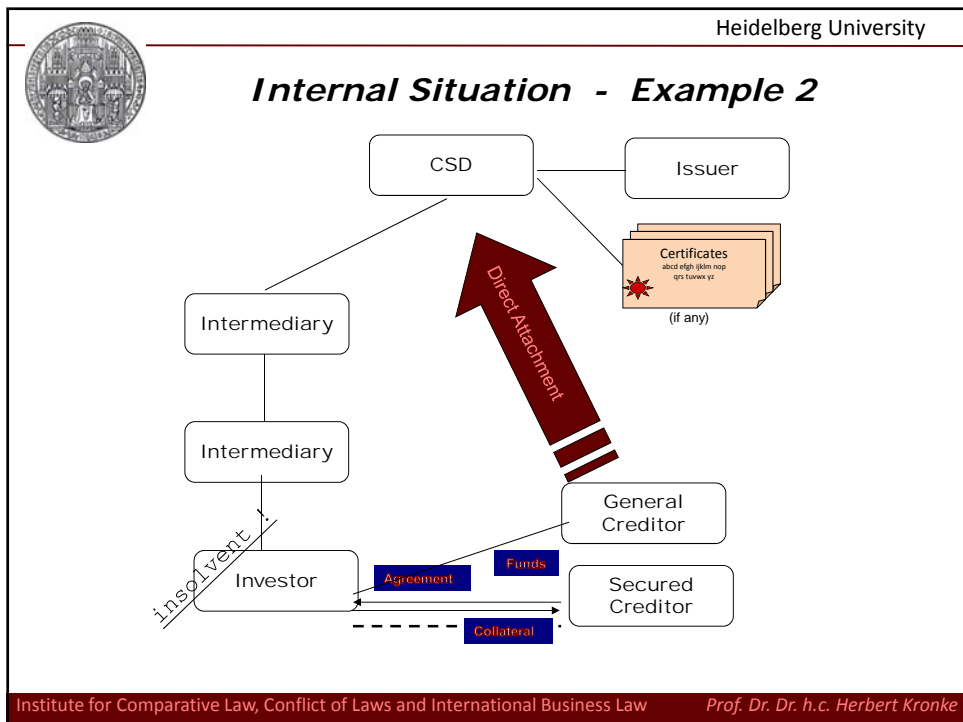 Heidelberg University
Internal Situation - Example 2
CSD
Issuer
Certificates
abcd efgh ijklm nop
qrs tuvwx yz
(if any)
Direct Attachment
Intermediary
Intermediary
General
Creditor
insolvent !
Investor
Agreement
Funds
Secured
Creditor
Collateral
Institute for Comparative Law, Conflict of Laws and International Business Law
Prof. Dr. Dr. h.c. Herbert Kronke